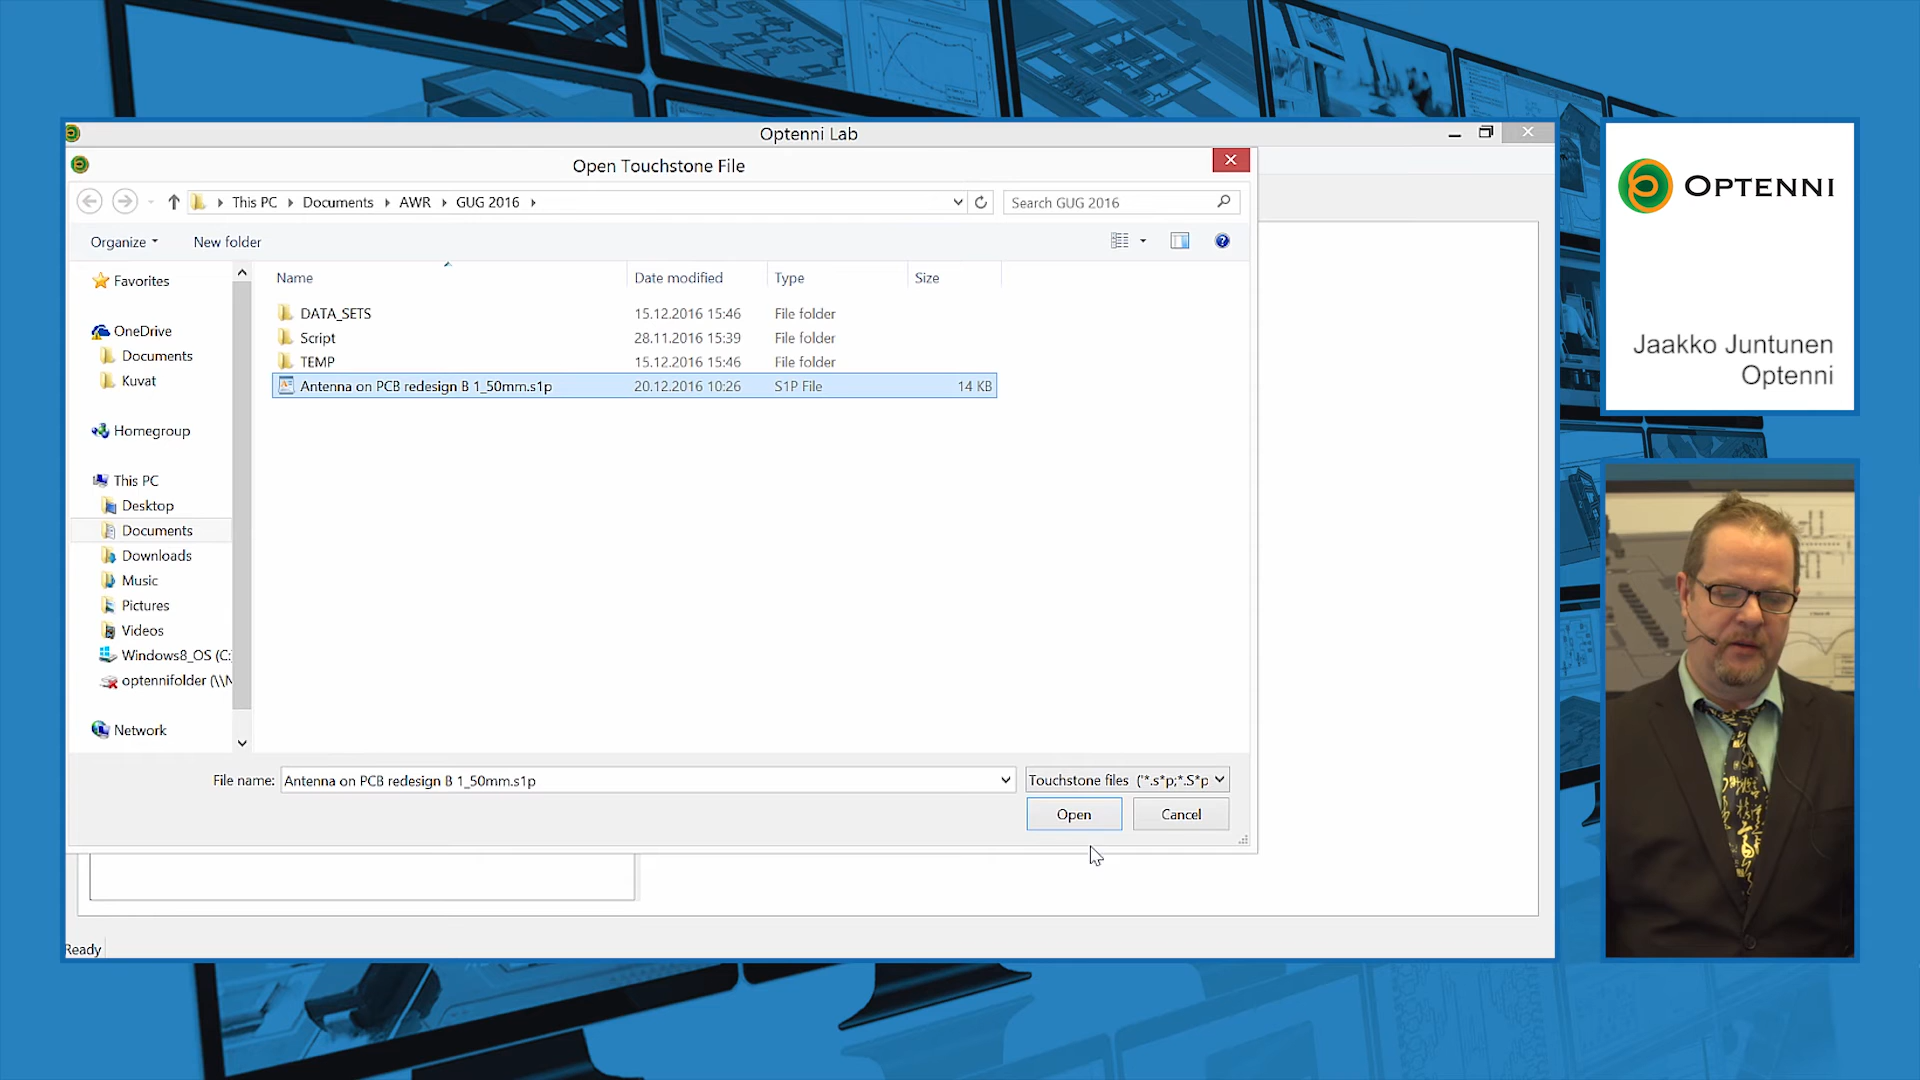 Optenni Lab
Open Touchstone File
This PC Documents AWR GUG 2016
Search GUG 2016
Organize New folder
Name Date modified Type Size
DATA_SETS 15.12.2016 15:46 File folder
Script 28.11.2016 15:39 File folder
TEMP 15.12.2016 15:46 File folder
Antenna on PCB redesign B 1_50mm.s1p 20.12.2016 10:26 S1P File 14 KB
Favorites
OneDrive
Documents
Kuvat
Homegroup
This PC
Desktop
Documents
Downloads
Music
Pictures
Videos
Windows8_OS (C:
optennifolder (\\N
Network
File name: Antenna on PCB redesign B 1_50mm.s1p Touchstone files ('*.s*p;*.S*p
Open Cancel
Ready
OPTENNI
Jaakko Juntunen
Optenni